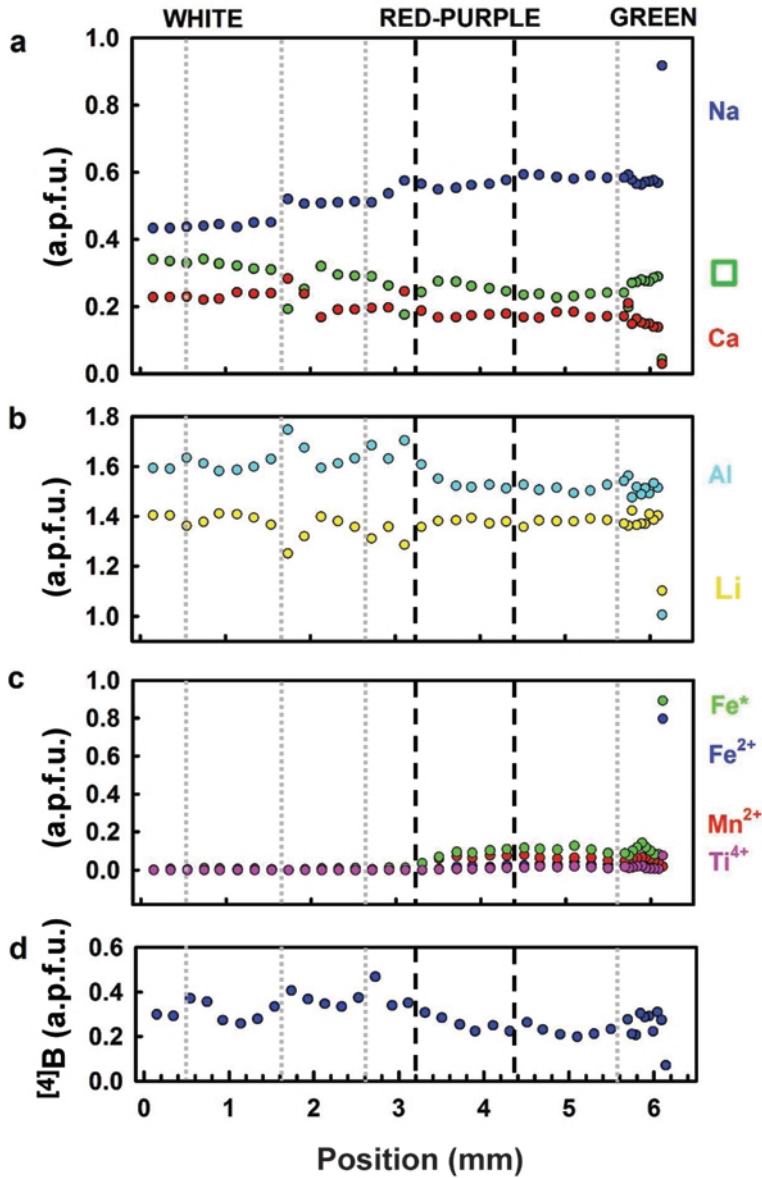 WHITE RED-PURPLE GREEN
a
1.0
0.8
0.6
0.4
0.2
0.0
(a.p.f.u.)
Na
Ca
b
1.8
1.6
1.4
1.2
1.0
(a.p.f.u.)
Al
Li
c
1.0
0.8
0.6
0.4
0.2
0.0
(a.p.f.u.)
Fe*
Fe2+
Mn2+
Ti4+
d
0.6
0.4
0.2
0.0
[4]B (a.p.f.u.)
0 1 2 3 4 5 6
Position (mm)